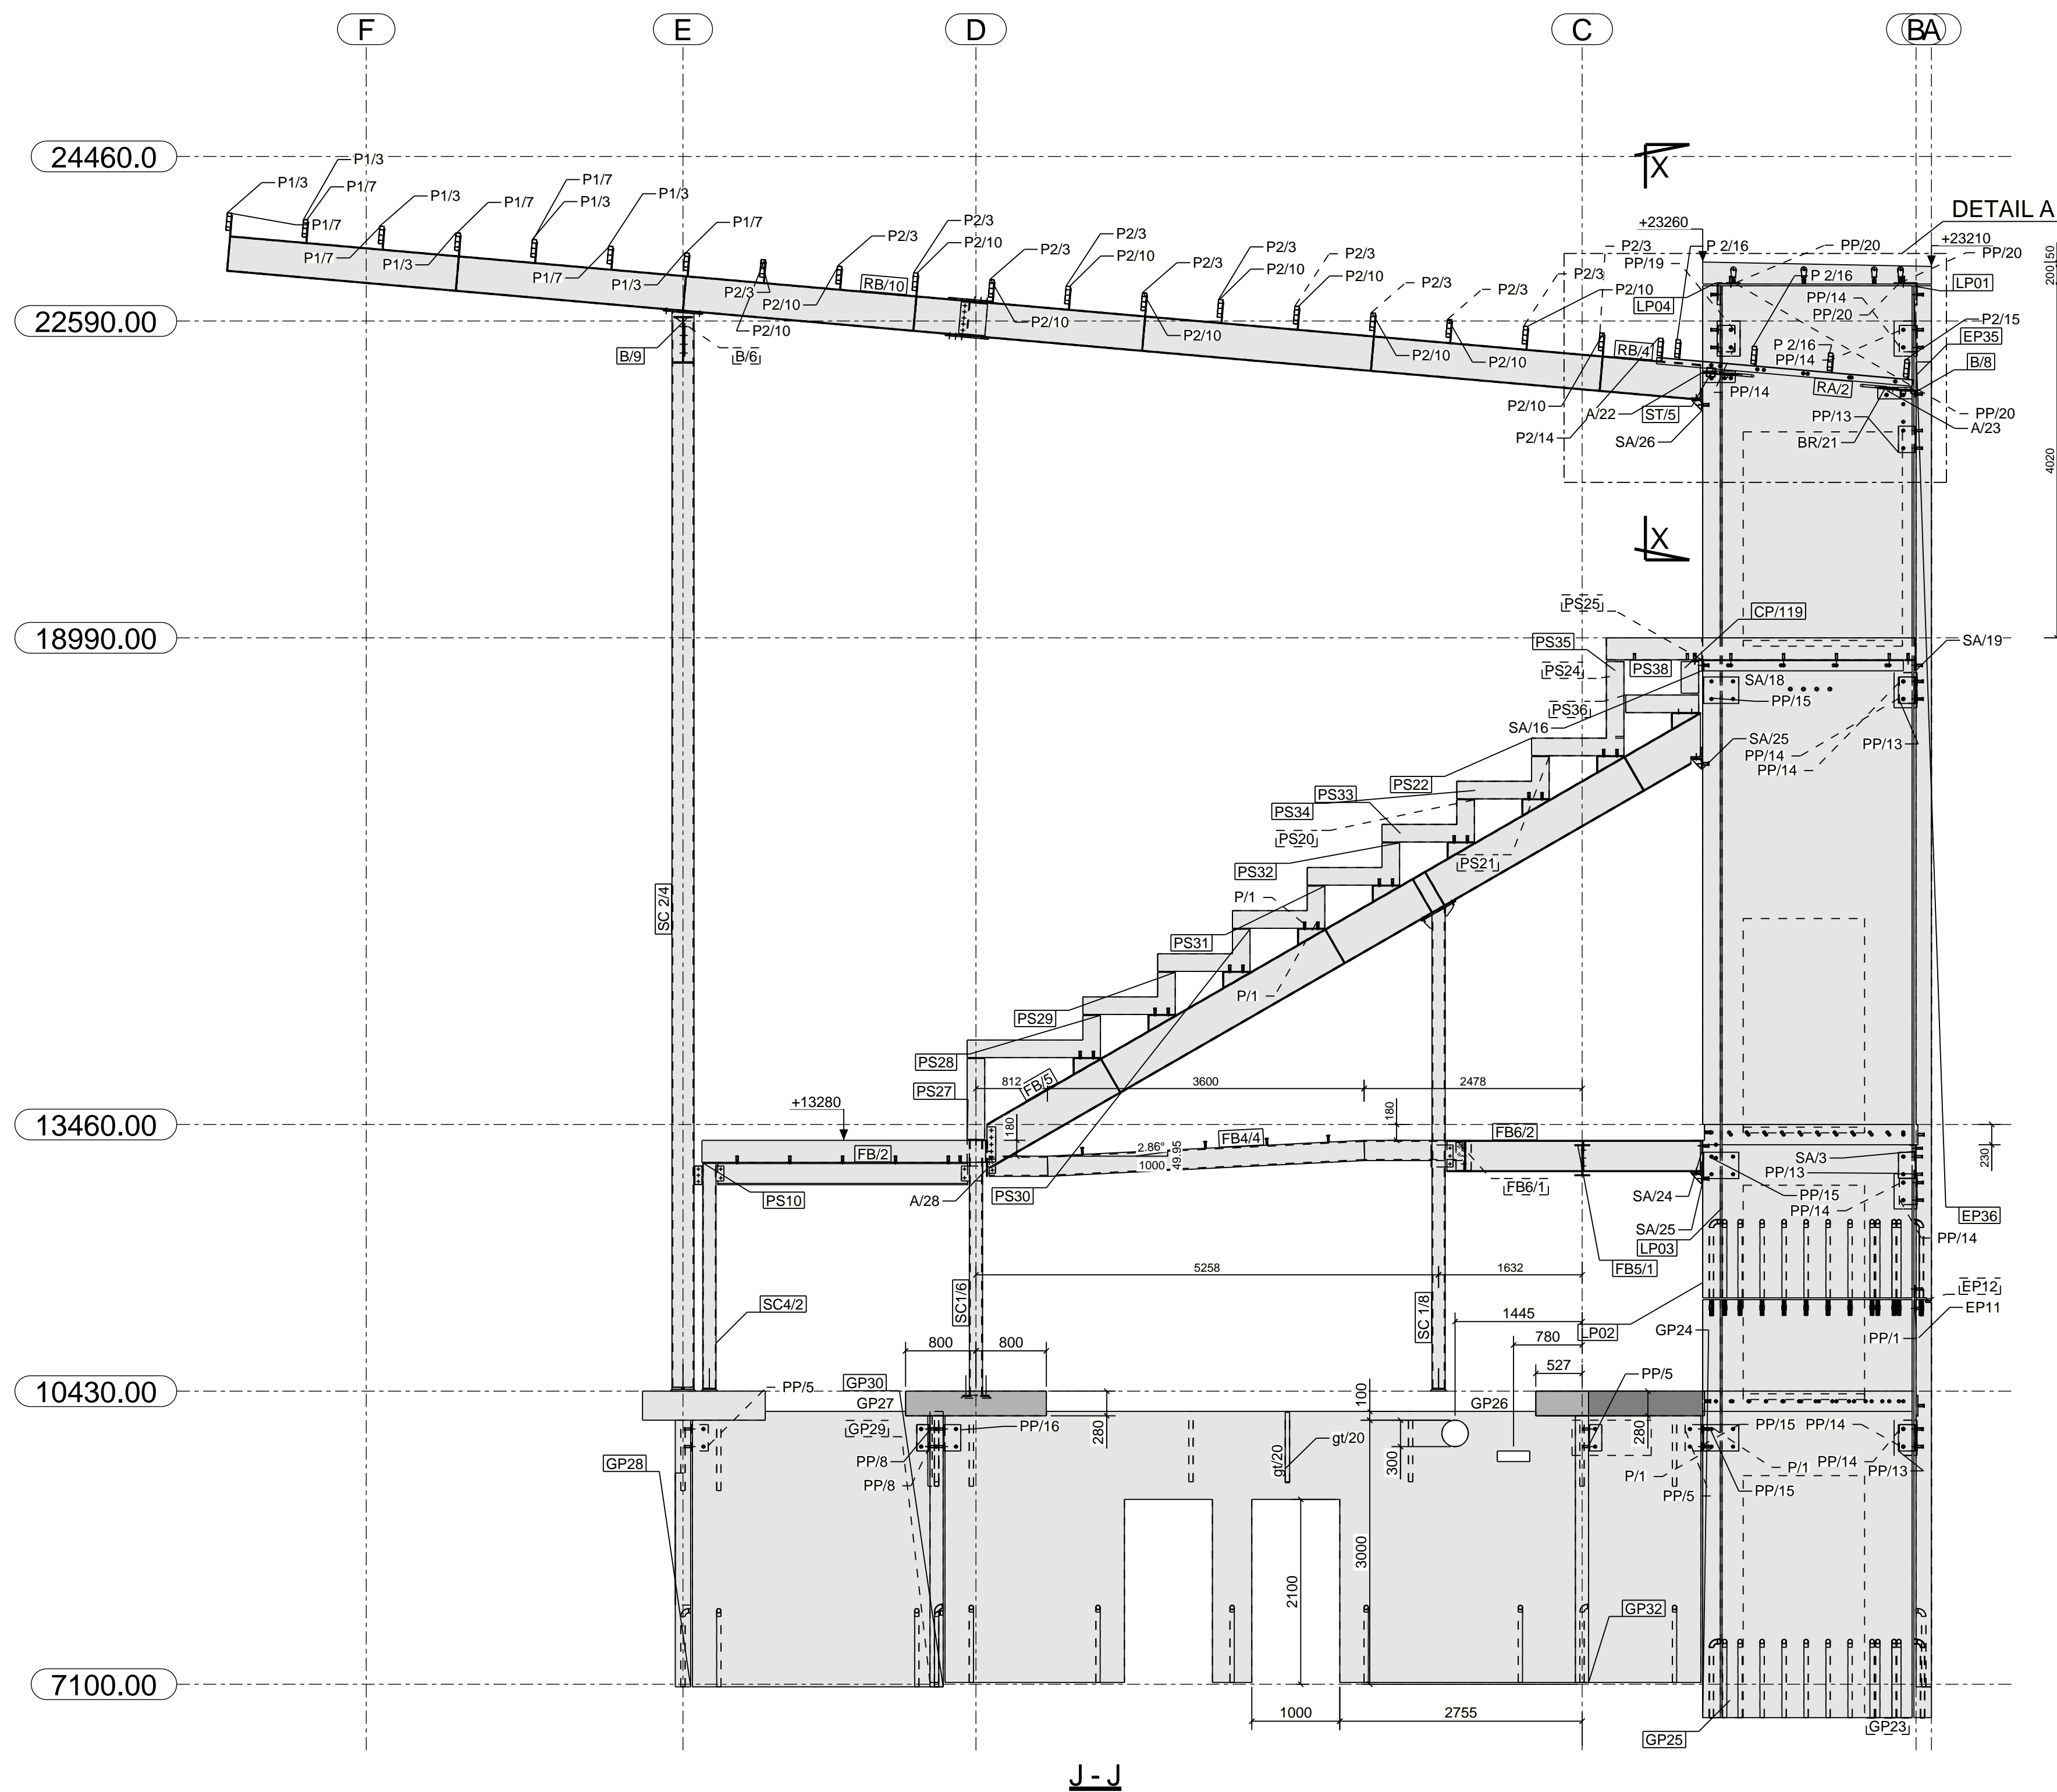 F E D C B A
24460.0
P1/3
P1/3
P1/7
P1/7
P1/3
P1/7
P1/7
P1/3
P1/3
P1/7
P1/3
P1/7
P1/3
P1/7
P2/3
P2/10
P2/10
P2/3
RB/10
P2/3
P2/10
P2/3
P2/10
P2/3
P2/10
P2/3
P2/10
P2/3
P2/10
P2/3
P2/10
P2/3
P2/10
P2/3
P2/10
P2/3
P2/10
P2/3
P2/10
X
DETAIL A
+23260
P 2/16
PP/20
+23210
PP/20
PP/19
P 2/16
LP01
LP04
PP/14
PP/20
P2/15
EP35
P 2/16
PP/14
B/8
RB/4
RA/2
PP/14
22590.00
B/9
B/6
P2/10
A/22
ST/5
P2/14
SA/26
PP/13
BR/21
PP/20
A/23
50
200
4020
X
PS25
CP/119
18990.00
PS35
PS38
PS24
SA/19
SA/18
PP/15
PS36
SA/16
SA/25
PP/14
PP/14
PP/13
PS22
PS33
PS34
PS20
PS21
PS32
P/1
SC 2/4
PS31
P/1
PS29
PS28
PS27
812
FB/5
3600
2478
13460.00
+13280
180
180
FB/2
2.86°
FB4/4
1000
49.95
FB6/2
FB6/1
230
SA/3
PP/13
PP/15
PP/14
PS10
A/28
PS30
SA/24
SA/25
LP03
EP36
PP/14
5258
1632
FB5/1
SC4/2
SC1/6
SC 1/8
1445
EP12
EP11
LP02
GP24
PP/1
800
800
780
527
10430.00
PP/5
GP30
GP27
GP26
PP/5
100
280
280
GP29
PP/16
gt/20
gt/20
300
PP/15
PP/14
GP28
PP/8
PP/8
P/1
P/1
PP/14
PP/13
PP/5
PP/15
3000
2100
GP32
7100.00
1000
2755
GP23
GP25
J - J